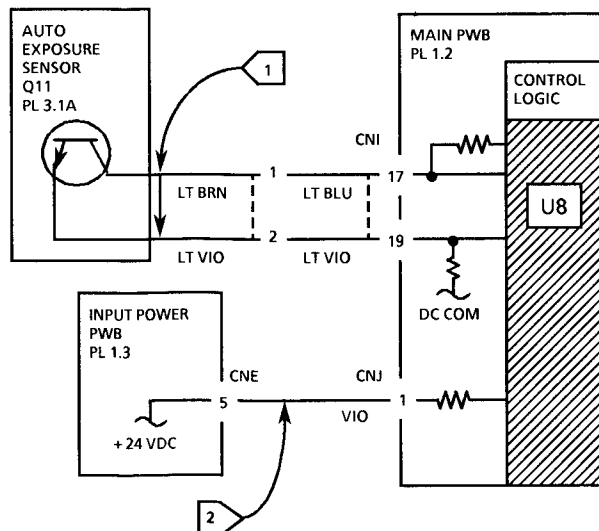 AUTO
EXPOSURE
SENSOR
Q11
PL 3.1A
1
MAIN PWB
PL 1.2
CONTROL
LOGIC
CNI
U8
1
17
LT BRN
LT BLU
2
19
LT VIO
LT VIO
DC COM
INPUT POWER
PWB
PL 1.3
CNE
CNJ
5
1
VIO
+ 24 VDC
2